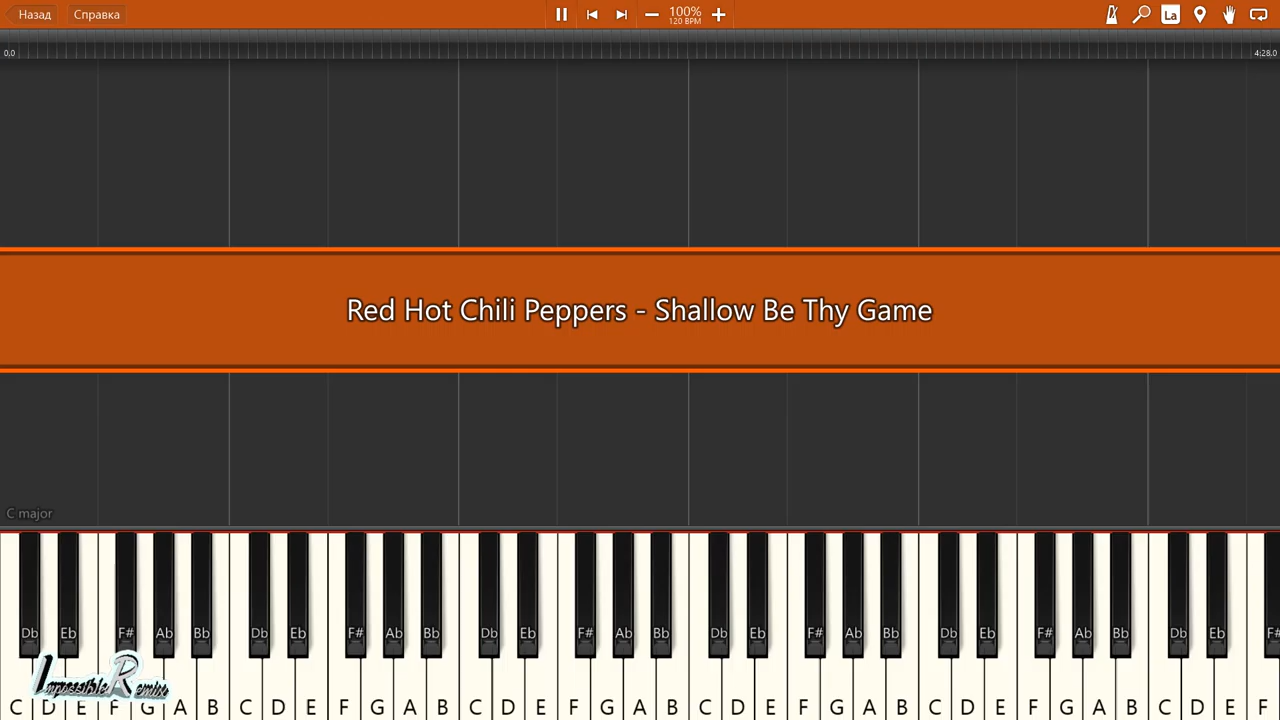 Назад Справка 100% La
120 BPM
0,0 4:28.0
Red Hot Chili Peppers - Shallow Be Thy Game
C major
Db Eb F# Ab Bb Db Eb F# Ab Bb Db Eb F# Ab Bb Db Eb F# Ab Bb Db Eb F# Ab Bb Db Eb F#
Impossible Remix
C D E F G A B C D E F G A B C D E F G A B C D E F G A B C D E F G A B C D E F